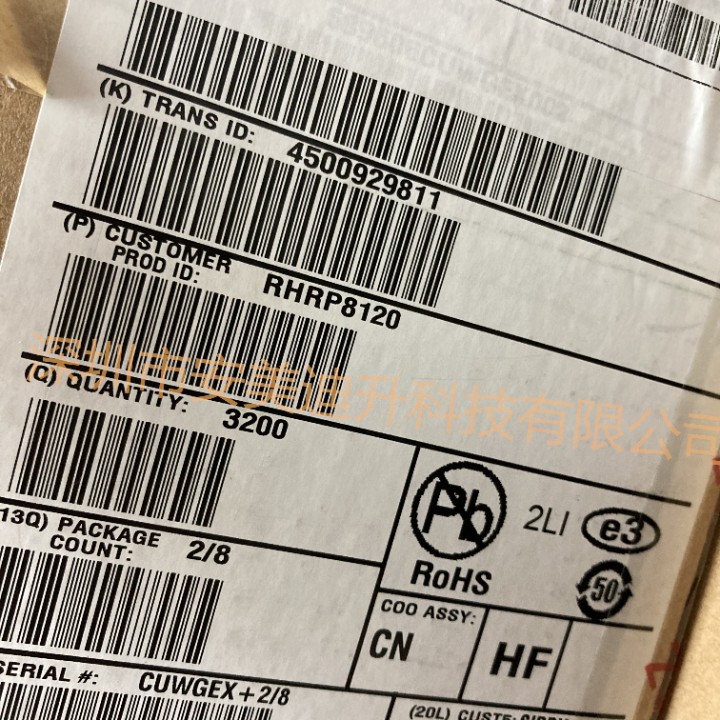 (K) TRANS ID: 4500929811
(P) CUSTOMER
PROD ID: RHRP8120
深圳市安美迪升科技有限公司
(Q) QUANTITY: 3200
13Q) PACKAGE
COUNT: 2/8
Pb 2LI e3
RoHS 50
COO ASSY:
CN HF
SERIAL #: CUWGEX+2/8
(20L)